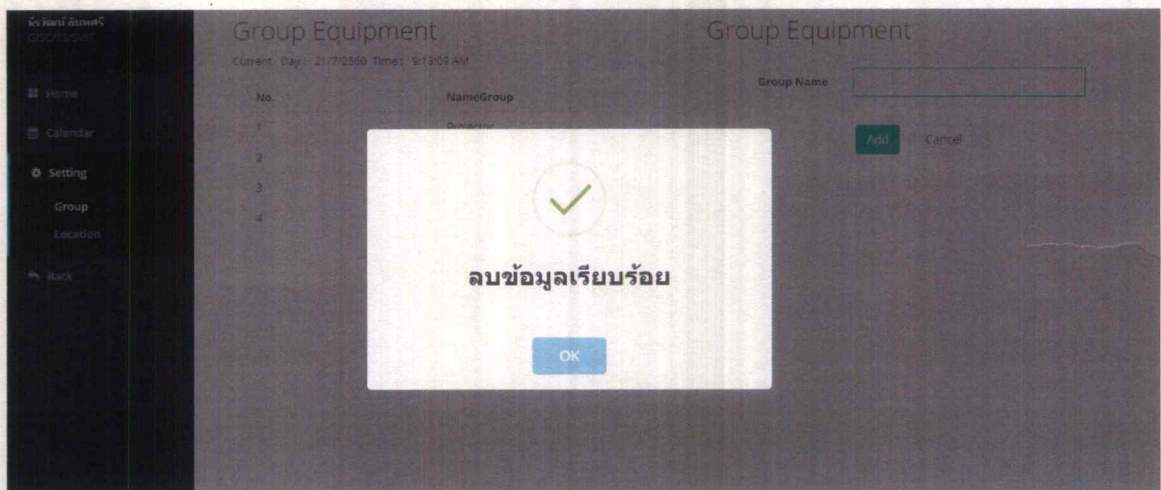 Group Equipment
Current Day : 21/7/2560 Time : 9:13:09 AM
No. NameGroup
1 Projector
2
3
4
Group Equipment
Group Name
Add Cancel
Home
Calendar
Setting
Group
Location
Back
ลบข้อมูลเรียบร้อย
OK